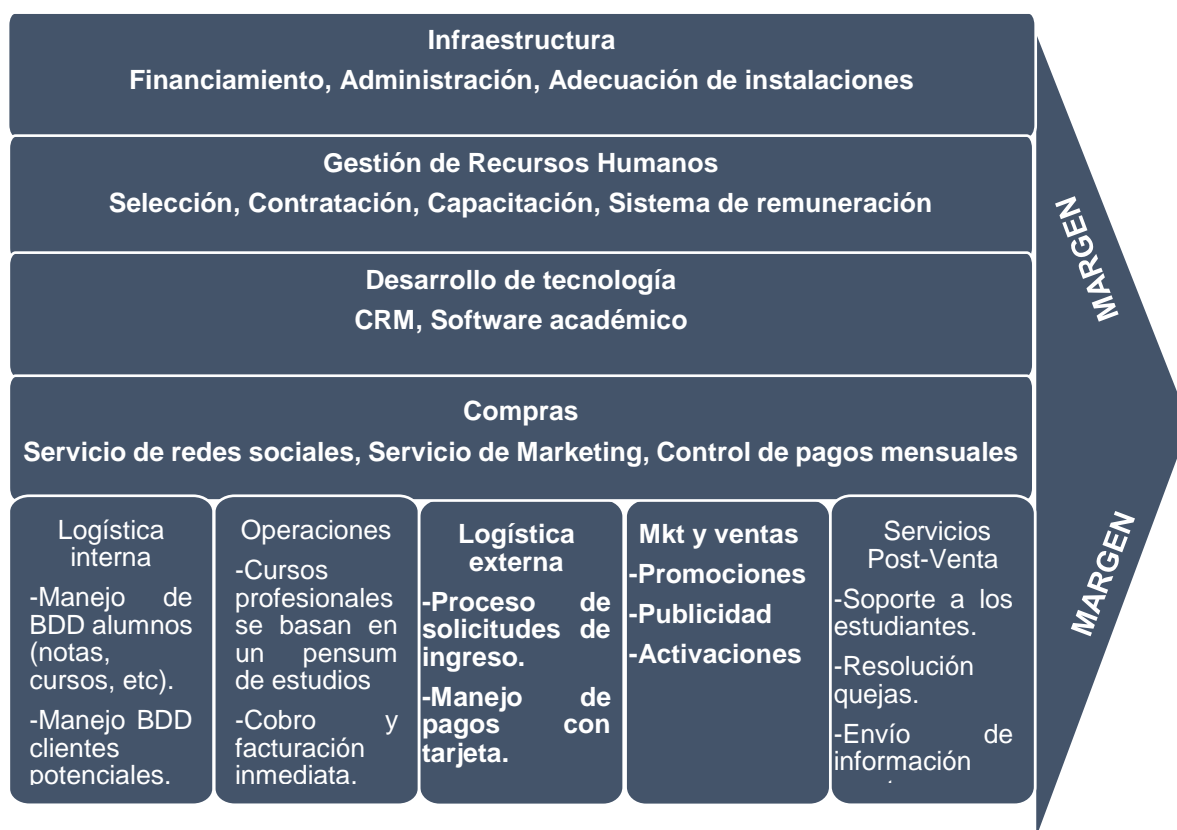 Infraestructura
Financiamiento, Administración, Adecuación de instalaciones
Gestión de Recursos Humanos
Selección, Contratación, Capacitación, Sistema de remuneración
Desarrollo de tecnología
CRM, Software académico
Compras
Servicio de redes sociales, Servicio de Marketing, Control de pagos mensuales
Logística
interna
-Manejo de
BDD alumnos
(notas,
cursos, etc).
-Manejo BDD
clientes
potenciales.
Operaciones
-Cursos
profesionales
se basan en
un pensum
de estudios
-Cobro y
facturación
inmediata.
Logística
externa
-Proceso de
solicitudes de
ingreso.
-Manejo de
pagos con
tarjeta.
Mkt y ventas
-Promociones
-Publicidad
-Activaciones
Servicios
Post-Venta
-Soporte a los
estudiantes.
-Resolución
quejas.
-Envío de
información
MARGEN
MARGEN